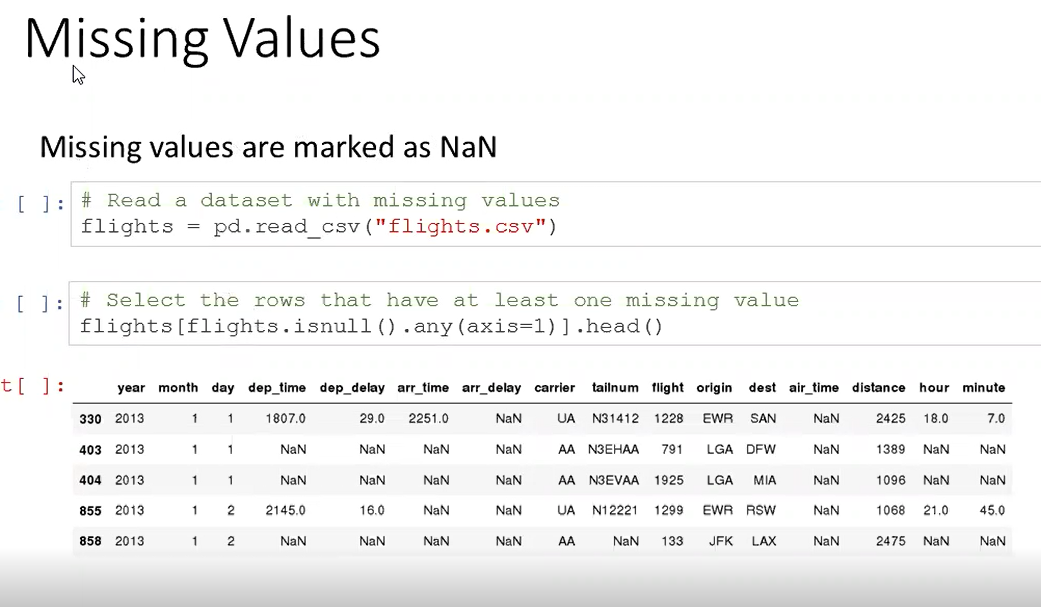 Missing Values
Missing values are marked as NaN
[ ]: # Read a dataset with missing values
flights = pd.read_csv("flights.csv")
[ ]: # Select the rows that have at least one missing value
flights[flights.isnull().any(axis=1)].head()
t[ ]: year month day dep_time dep_delay arr_time arr_delay carrier tailnum flight origin dest air_time distance hour minute
330 2013 1 1 1807.0 29.0 2251.0 NaN UA N31412 1228 EWR SAN NaN 2425 18.0 7.0
403 2013 1 1 NaN NaN NaN NaN AA N3EHAA 791 LGA DFW NaN 1389 NaN NaN
404 2013 1 1 NaN NaN NaN NaN AA N3EVAA 1925 LGA MIA NaN 1096 NaN NaN
855 2013 1 2 2145.0 16.0 NaN NaN UA N12221 1299 EWR RSW NaN 1068 21.0 45.0
858 2013 1 2 NaN NaN NaN NaN AA NaN 133 JFK LAX NaN 2475 NaN NaN